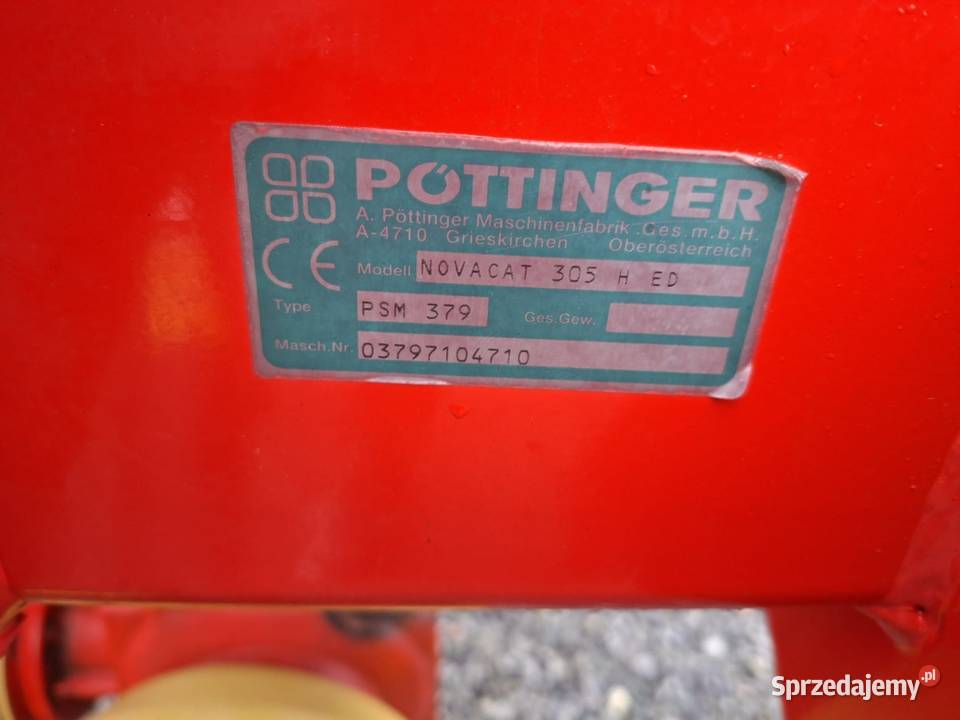 PÖTTINGER
A. Pöttinger Maschinenfabrik .Ges.m.b.H.
A-4710 Grieskirchen Oberösterreich
CE Modell NOVACAT 305 H ED
Type PSM 379 Ges.Gew.
Masch.Nr. 03797104710
Sprzedajemy.pl